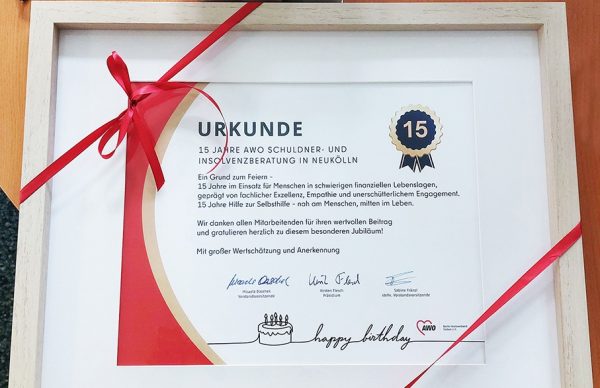 URKUNDE
15 JAHRE AWO SCHULDNER- UND
INSOLVENZBERATUNG IN NEUKÖLLN
15
Ein Grund zum Feiern -
15 Jahre im Einsatz für Menschen in schwierigen finanziellen Lebenslagen,
geprägt von fachlicher Exzellenz, Empathie und unerschütterlichem Engagement.
15 Jahre Hilfe zur Selbsthilfe - nah am Menschen, mitten im Leben.
Wir danken allen Mitarbeitenden für ihren wertvollen Beitrag
und gratulieren herzlich zu diesem besonderen Jubiläum!
Mit großer Wertschätzung und Anerkennung
Vorstandsvorsitzende
Präsidium
Vorstandsvorsitzende
happy birthday
AWO